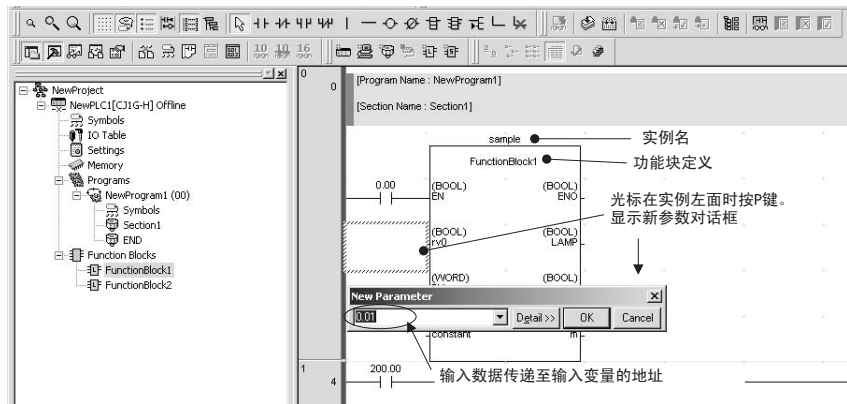 10 10 16
NewProject
NewPLC1[CJ1G-H] Offline
Symbols
IO Table
Settings
Memory
Programs
NewProgram1 (00)
Symbols
Section1
END
Function Blocks
FunctionBlock1
FunctionBlock2
0
0
[Program Name : NewProgram1]
[Section Name : Section1]
sample
实例名
FunctionBlock1
功能块定义
0.00
(BOOL)
EN
(BOOL)
ENO
光标在实例左面时按P键。
显示新参数对话框
(BOOL)
rv0
(BOOL)
LAMP
(WORD)
(BOOL)
New Parameter
0.01
Detail >>
OK
Cancel
constant
m
1
4
200.00
输入数据传递至输入变量的地址